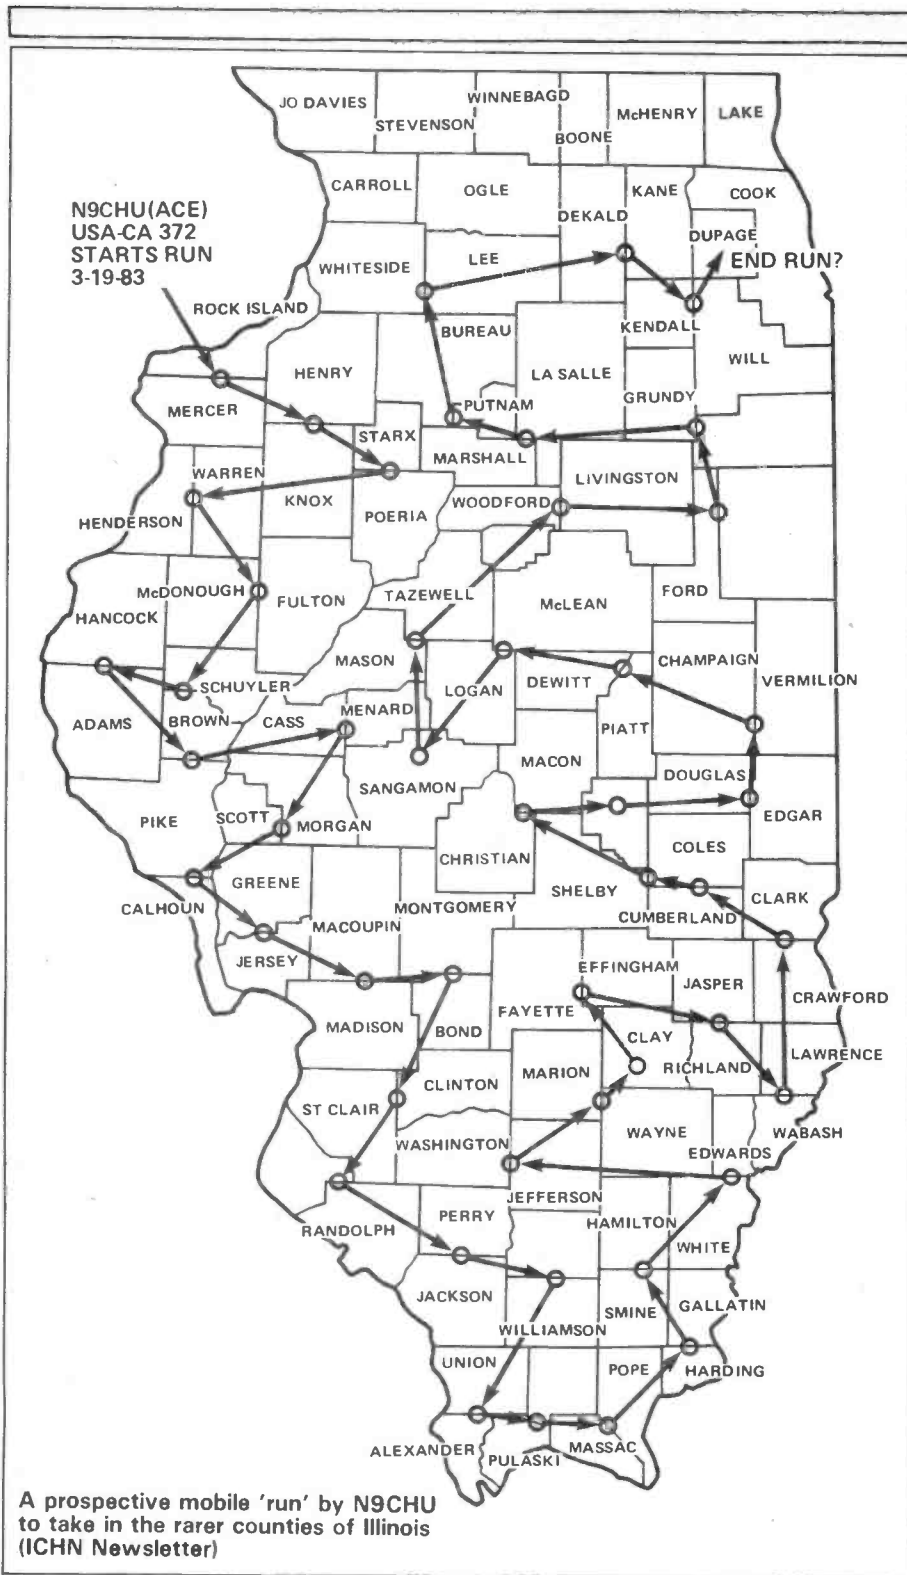 JO DAVIES
STEVENSON
WINNEBAGD
BOONE
McHENRY
LAKE
CARROLL
OGLE
DEKALD
KANE
COOK
N9CHU(ACE)
USA-CA 372
STARTS RUN
3-19-83
WHITESIDE
LEE
DUPAGE
END RUN?
ROCK ISLAND
BUREAU
KENDALL
WILL
HENRY
LA SALLE
MERCER
PUTNAM
GRUNDY
STARX
MARSHALL
WARREN
KNOX
LIVINGSTON
HENDERSON
POERIA
WOODFORD
McDONOUGH
FULTON
TAZEWELL
McLEAN
FORD
HANCOCK
MASON
CHAMPAIGN
VERMILION
SCHUYLER
LOGAN
DEWITT
ADAMS
BROWN
CASS
MENARD
PIATT
MACON
SANGAMON
DOUGLAS
PIKE
SCOTT
MORGAN
EDGAR
CHRISTIAN
COLES
CALHOUN
GREENE
SHELBY
CLARK
MACOUPIN
MONTGOMERY
CUMBERLAND
JERSEY
EFFINGHAM
JASPER
CRAWFORD
MADISON
BOND
FAYETTE
CLAY
RICHLAND
LAWRENCE
ST CLAIR
CLINTON
MARION
WASHINGTON
WAYNE
WABASH
EDWARDS
JEFFERSON
RANDOLPH
PERRY
HAMILTON
WHITE
JACKSON
SMINE
GALLATIN
WILLIAMSON
UNION
POPE
HARDING
ALEXANDER
PULASKI
MASSAC
A prospective mobile 'run' by N9CHU
to take in the rarer counties of Illinois
(ICHN Newsletter)